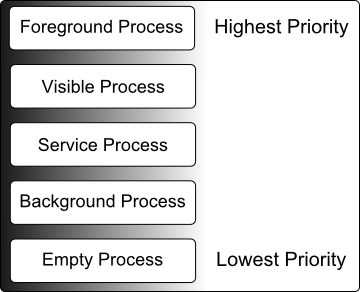 Foreground Process
Highest Priority
Visible Process
Service Process
Background Process
Empty Process
Lowest Priority